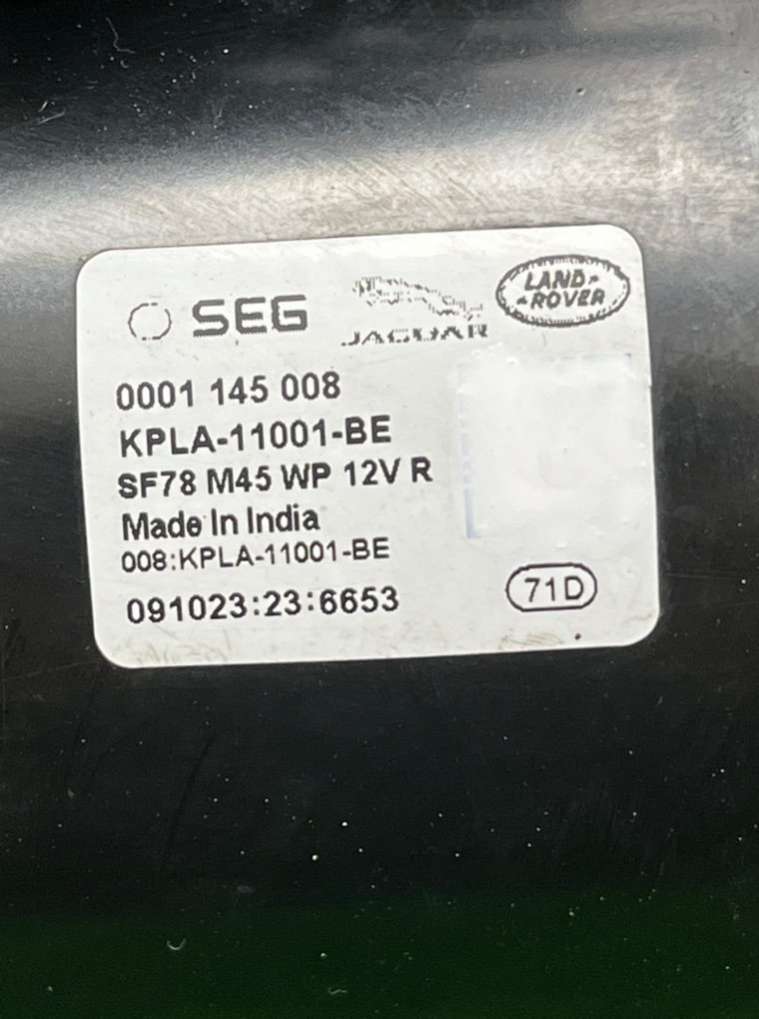 SEG
JAGUAR
LAND-
-ROVER
0001 145 008
KPLA-11001-BE
SF78 M45 WP 12V R
Made In India
008:KPLA-11001-BE
091023:23:6653
71D